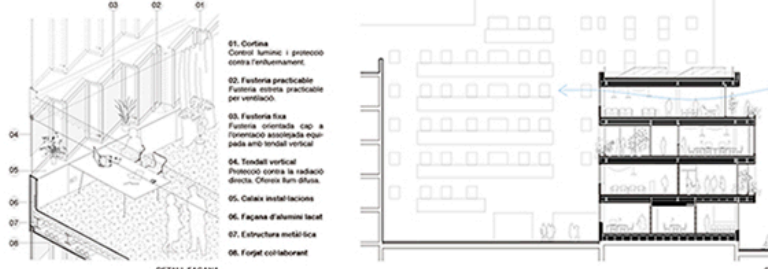 03 02 01
01. Cortina
Control lumínic i protecció
contra l'enlluernament.
02. Fusteria practicable
Fusteria estreta practicable
per ventilació.
03. Fusteria fixa
Fusteria orientada cap a
l'orientació assolejada equi-
pada amb tendall vertical
04. Tendall vertical
Protecció contra la radiació
directa. Ofereix llum difusa.
05. Calaix instal·lacions
06. Façana d'alumini lacat
07. Estructura metàl·lica
08. Forjat col·laborant
04
05
06
07
08